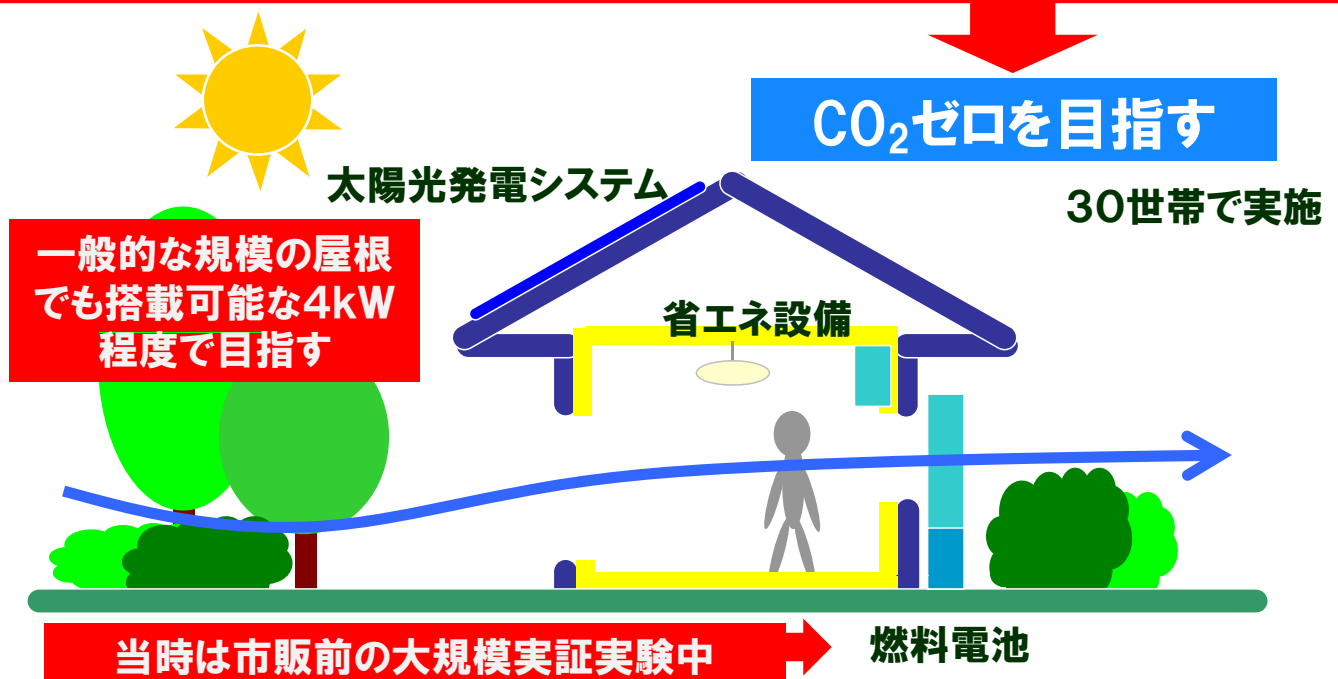 CO₂ゼロを目指す
太陽光発電システム
30世帯で実施
一般的な規模の屋根
でも搭載可能な4kW
程度で目指す
省エネ設備
燃料電池
当時は市販前の大規模実証実験中